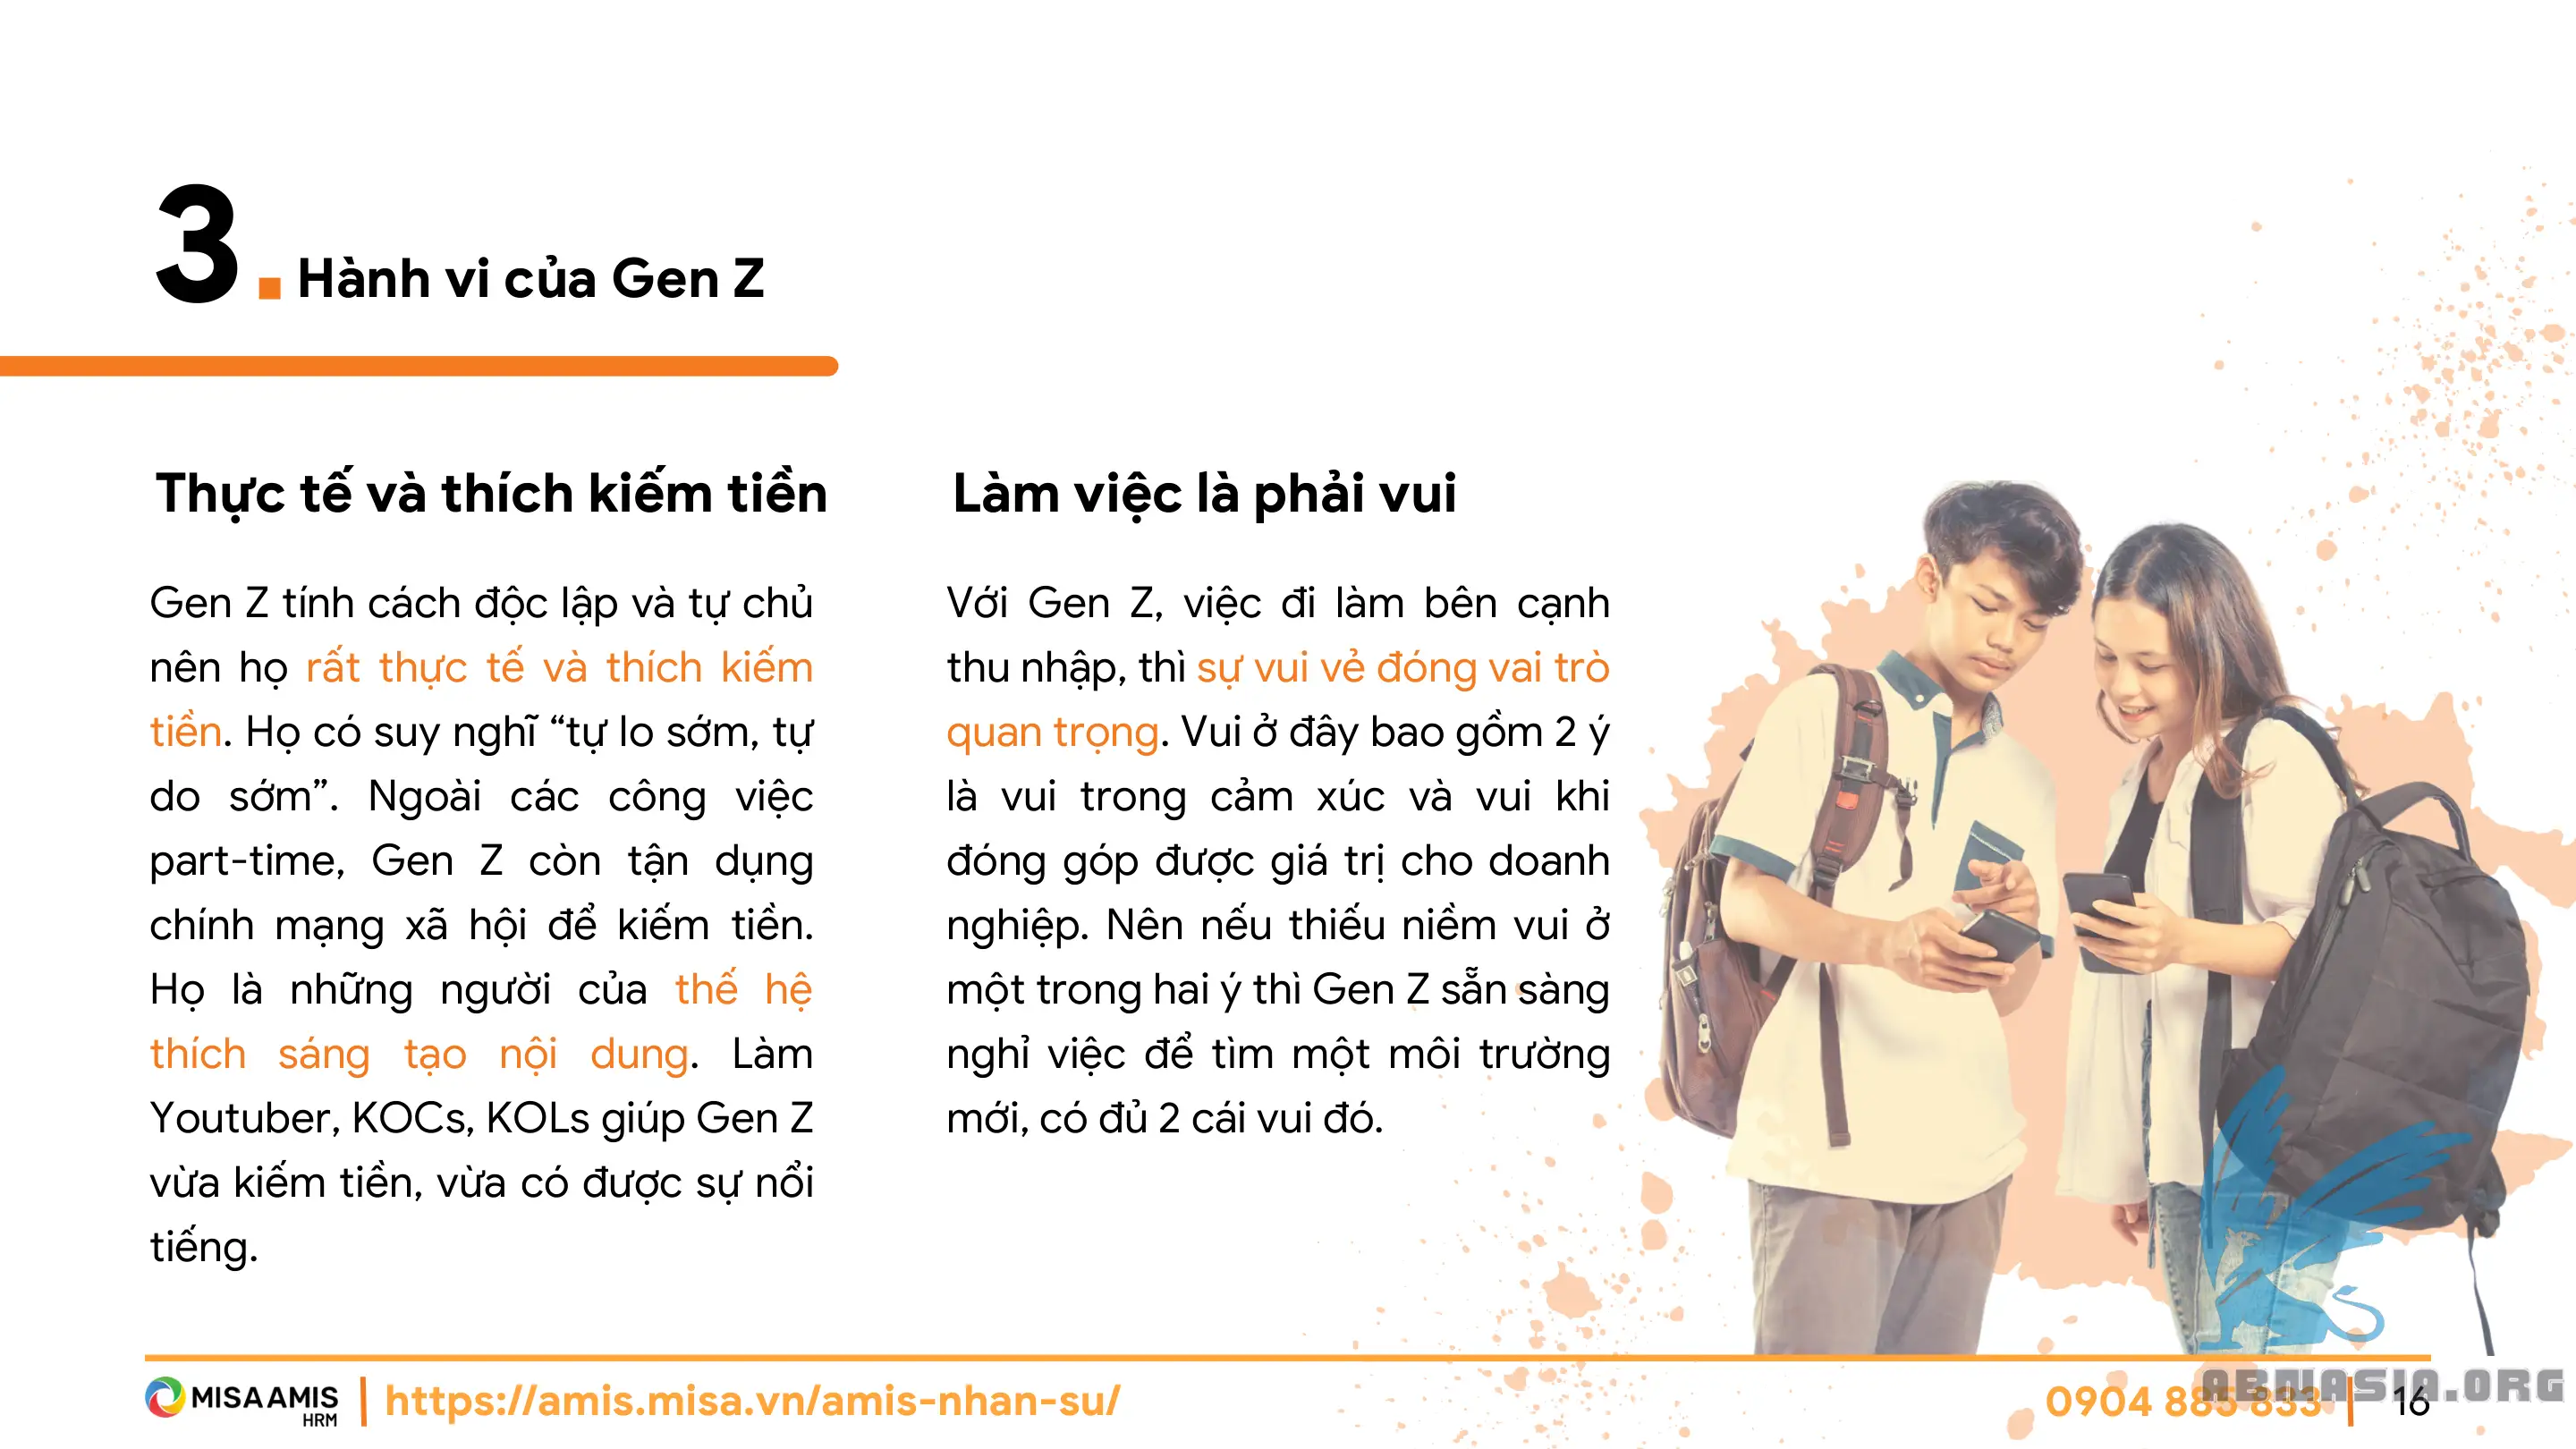 3. Hành vi của Gen Z
Thực tế và thích kiếm tiền
Gen Z tính cách độc lập và tự chủ
nên họ rất thực tế và thích kiếm
tiền. Họ có suy nghĩ “tự lo sớm, tự
do sớm”. Ngoài các công việc
part-time, Gen Z còn tận dụng
chính mạng xã hội để kiếm tiền.
Họ là những người của thế hệ
thích sáng tạo nội dung. Làm
Youtuber, KOCs, KOLs giúp Gen Z
vừa kiếm tiền, vừa có được sự nổi
tiếng.
Làm việc là phải vui
Với Gen Z, việc đi làm bên cạnh
thu nhập, thì sự vui vẻ đóng vai trò
quan trọng. Vui ở đây bao gồm 2 ý
là vui trong cảm xúc và vui khi
đóng góp được giá trị cho doanh
nghiệp. Nên nếu thiếu niềm vui ở
một trong hai ý thì Gen Z sẵn sàng
nghỉ việc để tìm một môi trường
mới, có đủ 2 cái vui đó.
MISA AMIS
HRM
https://amis.misa.vn/amis-nhan-su/
0904 885 833
16
ABMASIA.ORG